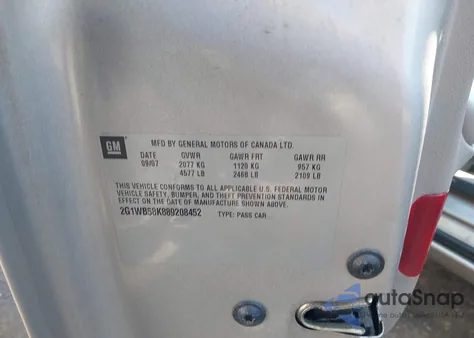 GM
MFD BY GENERAL MOTORS OF CANADA LTD.
DATE GVWR GAWR FRT GAWR RR
09/07 2077 KG 1120 KG 957 KG
4577 LB 2468 LB 2109 LB
THIS VEHICLE CONFORMS TO ALL APPLICABLE U.S. FEDERAL MOTOR
VEHICLE SAFETY, BUMPER, AND THEFT PREVENTION STANDARDS IN
EFFECT ON THE DATE OF MANUFACTURE SHOWN ABOVE.
2G1WB58K889208452 TYPE: PASS CAR
autoSnap